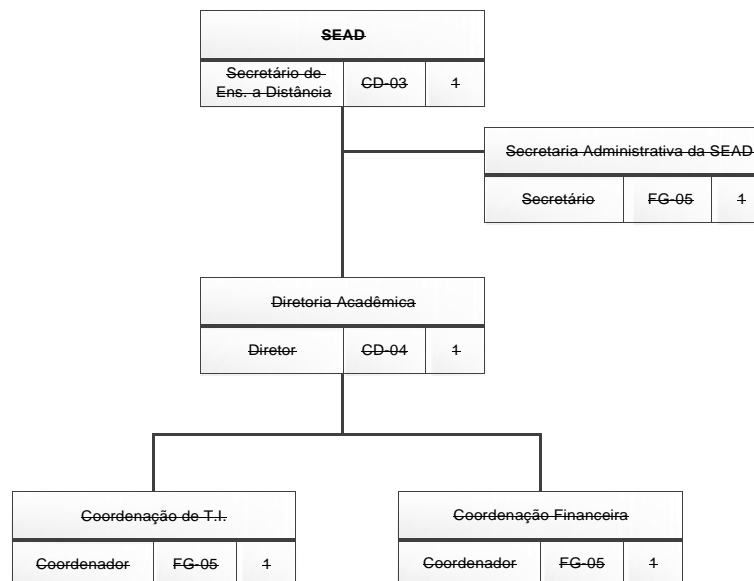 SEAD
Secretário de
Ens. a Distância
CD-03
1
Secretaria Administrativa da SEAD
Secretário
FG-05
1
Diretoria Acadêmica
Diretor
CD-04
1
Coordenação de T.I.
Coordenação Financeira
Coordenador
FG-05
1
Coordenador
FG-05
1